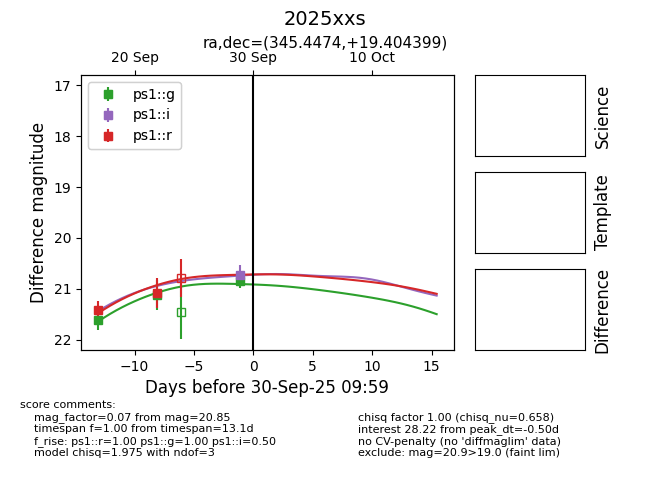 2025xxs
ra,dec=(345.4474,+19.404399)
20 Sep 30 Sep 10 Oct
17
18
19
20
21
22
Difference magnitude
ps1::g
ps1::i
ps1::r
−10 −5 0 5 10 15
Days before 30-Sep-25 09:59
Science
Template
Difference
score comments:
mag_factor=0.07 from mag=20.85
timespan f=1.00 from timespan=13.1d
f_rise: ps1::r=1.00 ps1::g=1.00 ps1::i=0.50
model chisq=1.975 with ndof=3
chisq factor 1.00 (chisq_nu=0.658)
interest 28.22 from peak_dt=-0.50d
no CV-penalty (no 'diffmaglim' data)
exclude: mag=20.9>19.0 (faint lim)